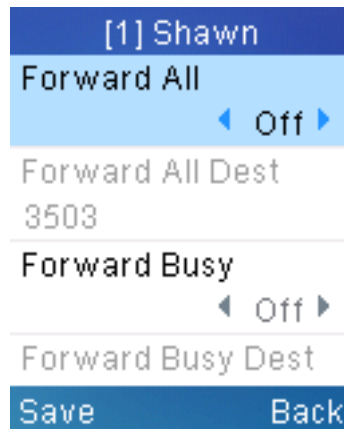 [1] Shawn
Forward All
Off
Forward All Dest
3503
Forward Busy
Off
Forward Busy Dest
Save Back